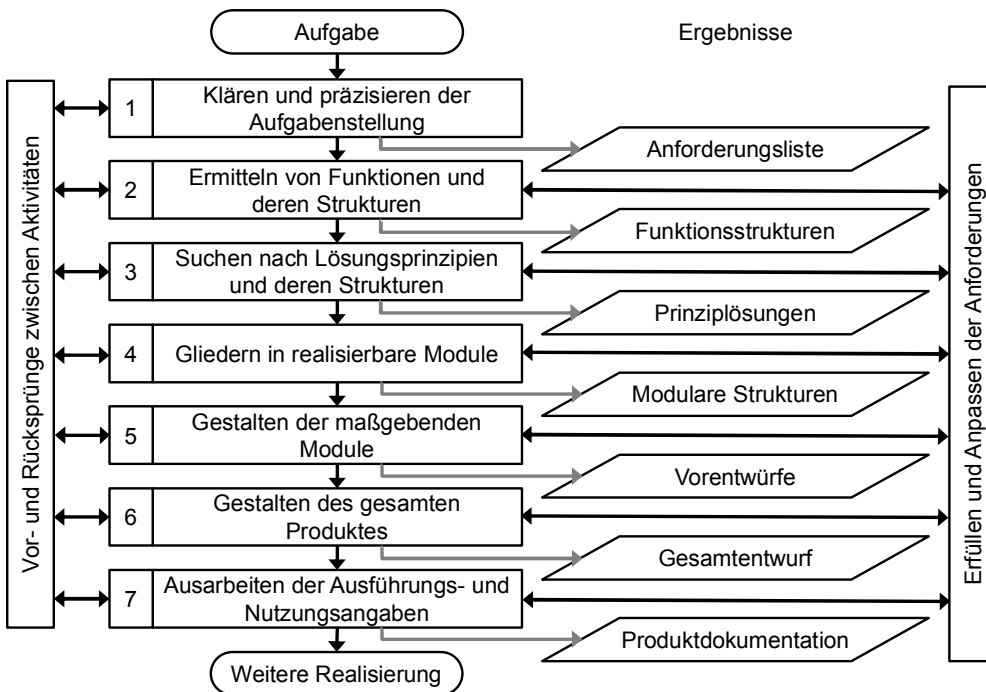 Aufgabe
Ergebnisse
Vor- und Rücksprünge zwischen Aktivitäten
1
Klären und präzisieren der
Aufgabenstellung
Anforderungsliste
2
Ermitteln von Funktionen und
deren Strukturen
Funktionsstrukturen
3
Suchen nach Lösungsprinzipien
und deren Strukturen
Prinziplösungen
4
Gliedern in realisierbare Module
Modulare Strukturen
5
Gestalten der maßgebenden
Module
Vorentwürfe
6
Gestalten des gesamten
Produktes
Gesamtentwurf
7
Ausarbeiten der Ausführungs- und
Nutzungsangaben
Produktdokumentation
Weitere Realisierung
Erfüllen und Anpassen der Anforderungen